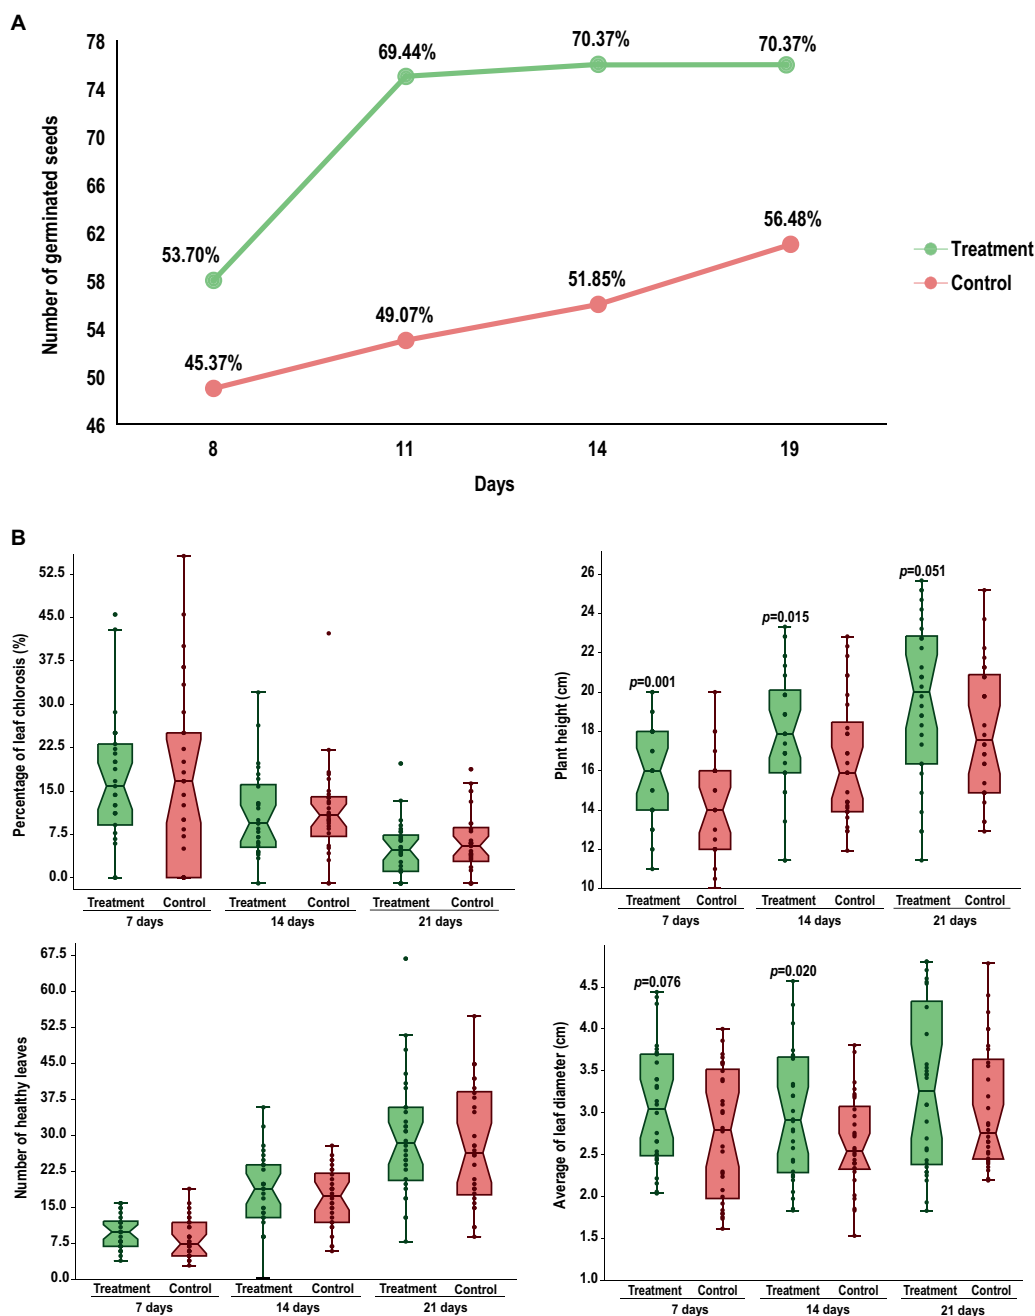 A
78
74
70
66
62
58
54
50
46
Number of germinated seeds
53.70%
69.44%
70.37%
70.37%
45.37%
49.07%
51.85%
56.48%
8
11
14
19
Days
Treatment
Control
B
Percentage of leaf chlorosis (%)
52.5
45.0
37.5
30.0
22.5
15.0
7.5
0.0
Treatment Control Treatment Control Treatment Control
7 days 14 days 21 days
Plant height (cm)
26
24
22
20
18
16
14
12
10
p=0.001
p=0.015
p=0.051
Treatment Control Treatment Control Treatment Control
7 days 14 days 21 days
Number of healthy leaves
67.5
60.0
52.5
45.0
37.5
30.0
22.5
15.0
7.5
0.0
Treatment Control Treatment Control Treatment Control
7 days 14 days 21 days
Average of leaf diameter (cm)
4.5
4.0
3.5
3.0
2.5
2.0
1.5
1.0
p=0.076
p=0.020
Treatment Control Treatment Control Treatment Control
7 days 14 days 21 days